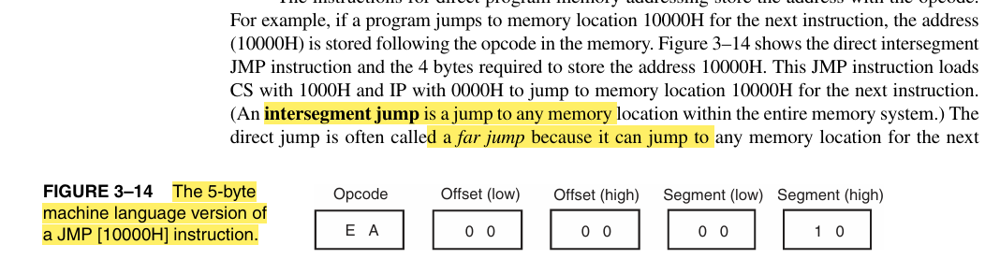 The instructions for direct program memory addressing store the address with the opcode.
For example, if a program jumps to memory location 10000H for the next instruction, the address
(10000H) is stored following the opcode in the memory. Figure 3–14 shows the direct intersegment
JMP instruction and the 4 bytes required to store the address 10000H. This JMP instruction loads
CS with 1000H and IP with 0000H to jump to memory location 10000H for the next instruction.
(An intersegment jump is a jump to any memory location within the entire memory system.) The
direct jump is often called a far jump because it can jump to any memory location for the next
FIGURE 3–14 The 5-byte
machine language version of
a JMP [10000H] instruction.
Opcode Offset (low) Offset (high) Segment (low) Segment (high)
E A 0 0 0 0 0 0 1 0